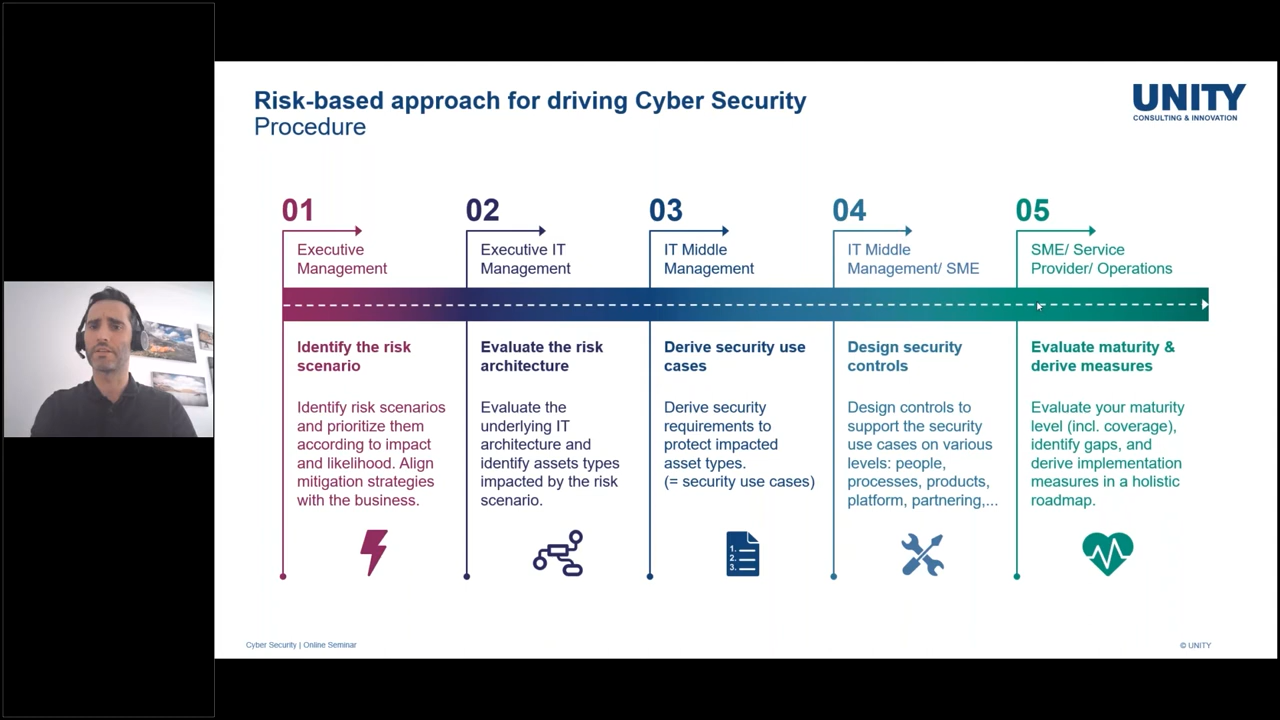 Risk-based approach for driving Cyber Security
Procedure
UNITY
CONSULTING & INNOVATION
01
Executive
Management
Identify the risk
scenario
Identify risk scenarios
and prioritize them
according to impact
and likelihood. Align
mitigation strategies
with the business.
02
Executive IT
Management
Evaluate the risk
architecture
Evaluate the
underlying IT
architecture and
identify assets types
impacted by the risk
scenario.
03
IT Middle
Management
Derive security use
cases
Derive security
requirements to
protect impacted
asset types.
(= security use cases)
1.
2.
3.
04
IT Middle
Management/ SME
Design security
controls
Design controls to
support the security
use cases on various
levels: people,
processes, products,
platform, partnering,...
05
SME/ Service
Provider/ Operations
Evaluate maturity &
derive measures
Evaluate your maturity
level (incl. coverage),
identify gaps, and
derive implementation
measures in a holistic
roadmap.
Cyber Security | Online Seminar
© UNITY